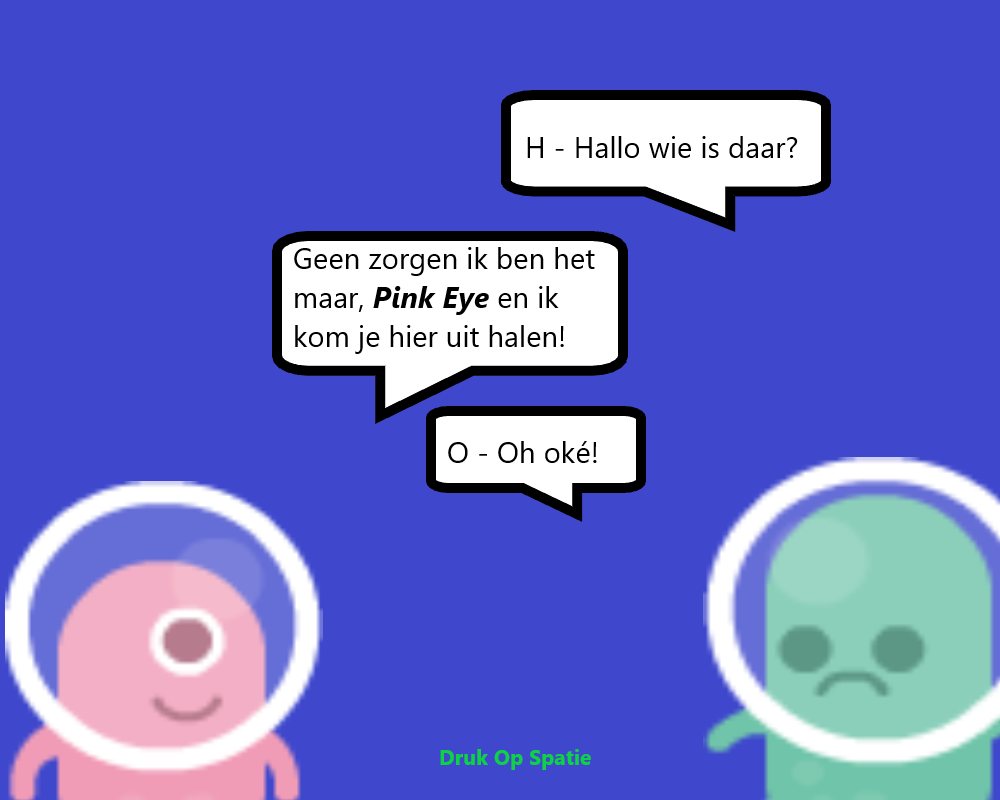 H - Hallo wie is daar?
Geen zorgen ik ben het
maar, Pink Eye en ik
kom je hier uit halen!
O - Oh oké!
Druk Op Spatie